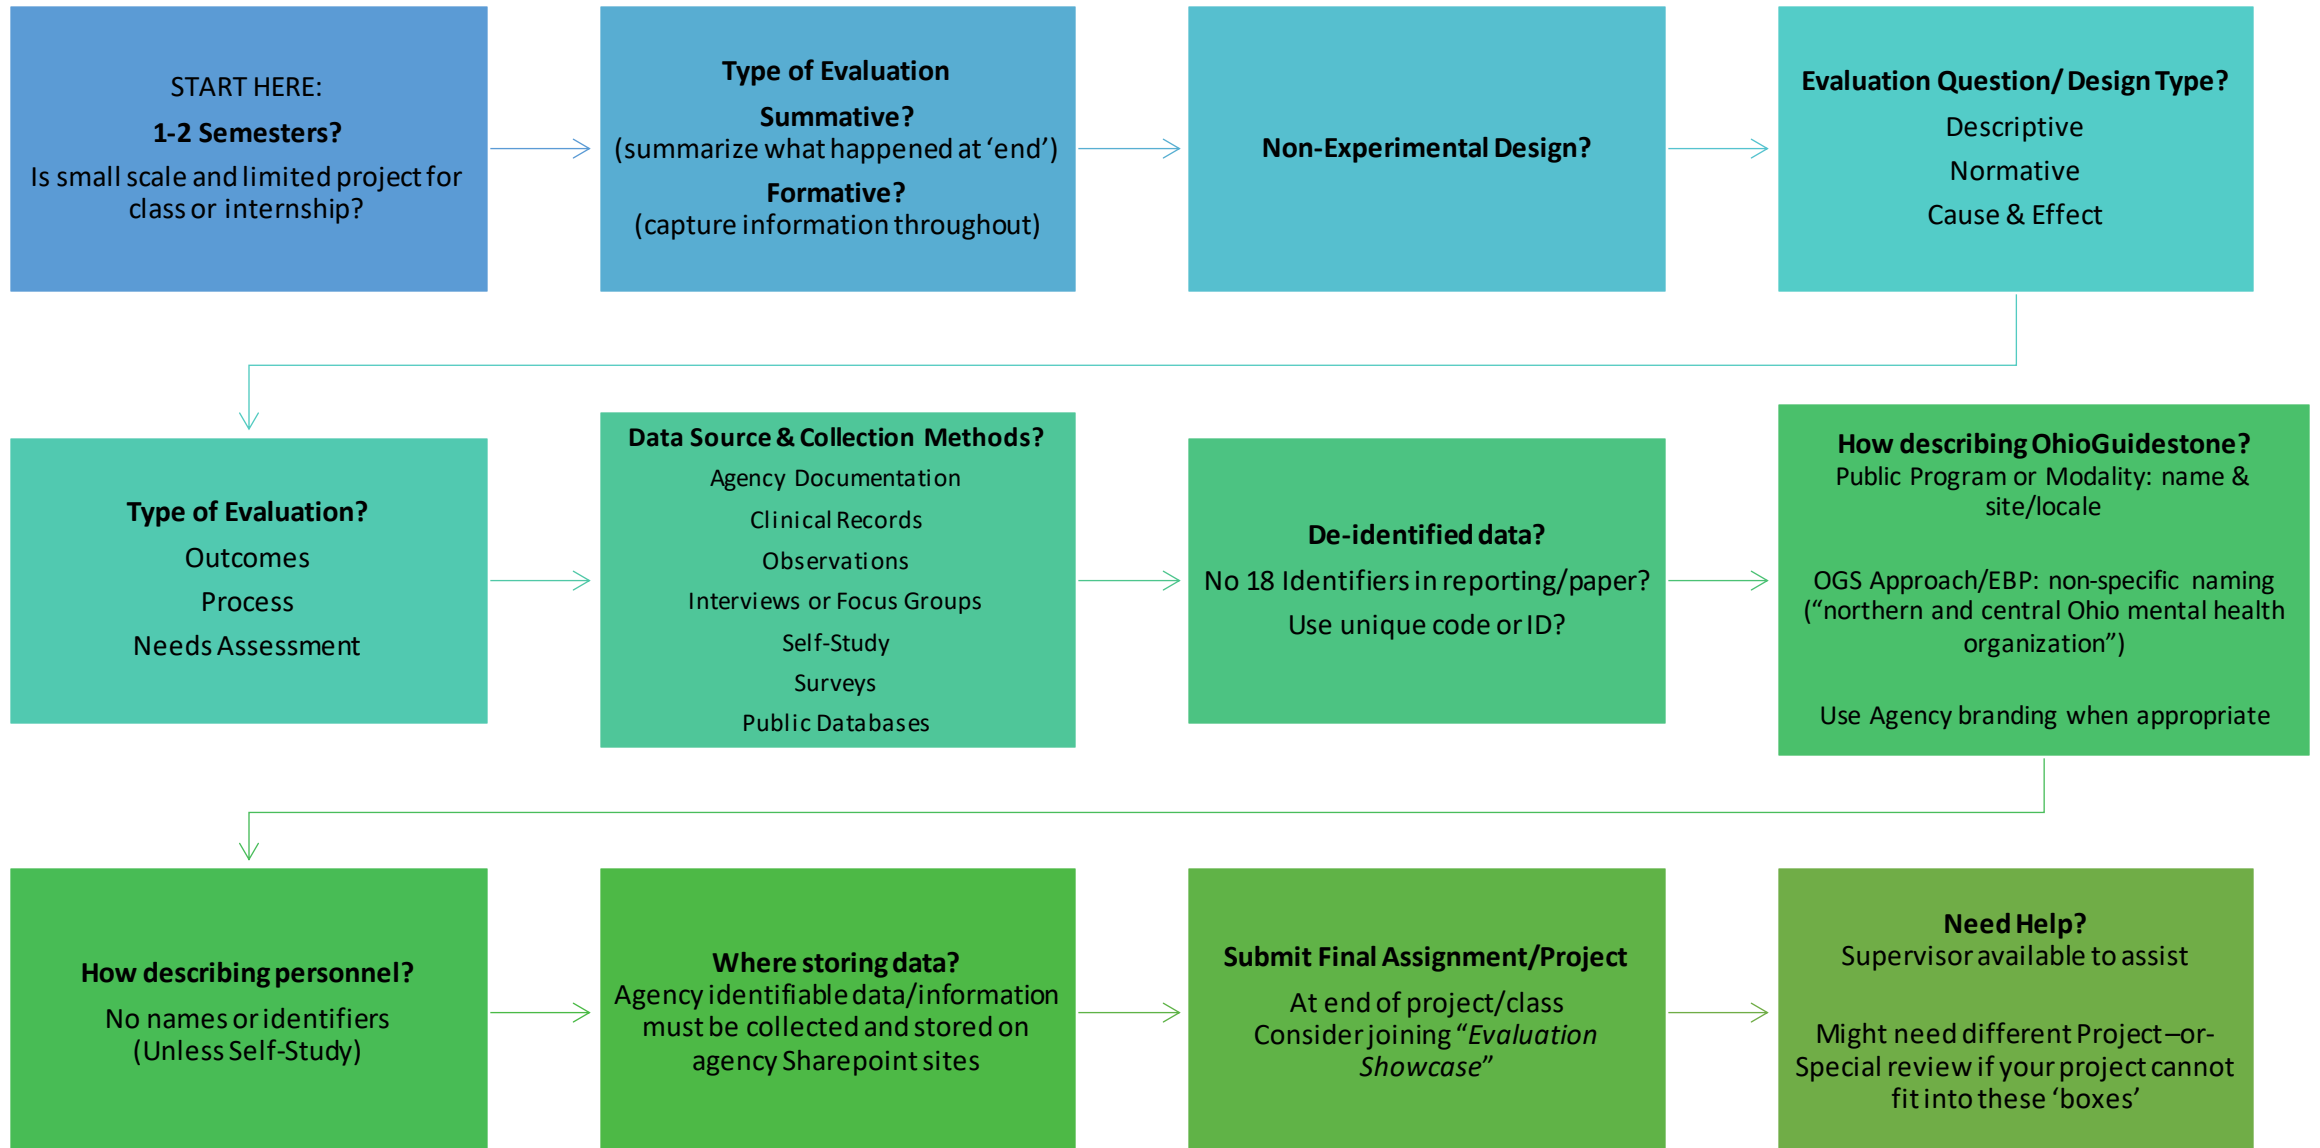 START HERE:
1-2 Semesters?
Is small scale and limited project for
class or internship?
Type of Evaluation
Summative?
(summarize what happened at ‘end’)
Formative?
(capture information throughout)
Non-Experimental Design?
Evaluation Question/ Design Type?
Descriptive
Normative
Cause & Effect
Type of Evaluation?
Outcomes
Process
Needs Assessment
Data Source & Collection Methods?
Agency Documentation
Clinical Records
Observations
Interviews or Focus Groups
Self-Study
Surveys
Public Databases
De-identified data?
No 18 Identifiers in reporting/paper?
Use unique code or ID?
How describing OhioGuidestone?
Public Program or Modality: name &
site/locale
OGS Approach/EBP: non-specific naming
(“northern and central Ohio mental health
organization”)
Use Agency branding when appropriate
How describing personnel?
No names or identifiers
(Unless Self-Study)
Where storing data?
Agency identifiable data/information
must be collected and stored on
agency Sharepoint sites
Submit Final Assignment/Project
At end of project/class
Consider joining “Evaluation
Showcase”
Need Help?
Supervisor available to assist
Might need different Project –or-
Special review if your project cannot
fit into these ‘boxes’